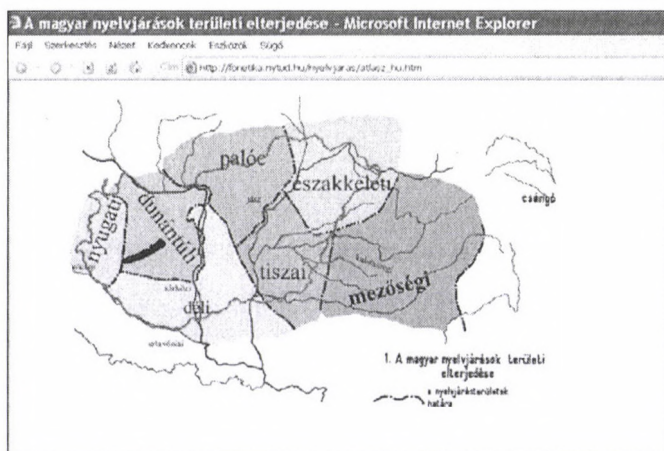 A magyar nyelvjárások területi elterjedése - Microsoft Internet Explorer
Fájl Szerkesztés Nézet Kedvencek Eszközök Súgó
Cím http://fonetika.nytud.hu/nyelvjaras/atlasz_hu.htm
palóc
északkeleti
csángó
nyugati
dunántúli
tiszai
mezőségi
déli
1. A magyar nyelvjárások területi
elterjedése
a nyelvjárásterületek
határa